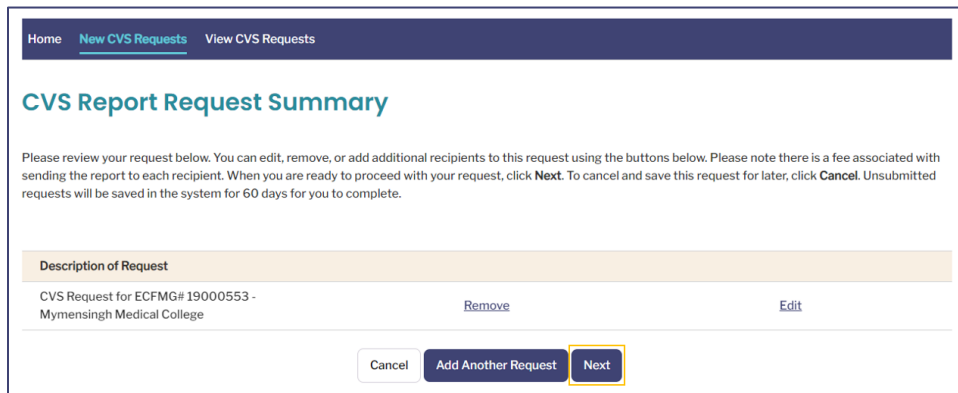 Home New CVS Requests View CVS Requests
CVS Report Request Summary
Please review your request below. You can edit, remove, or add additional recipients to this request using the buttons below. Please note there is a fee associated with
sending the report to each recipient. When you are ready to proceed with your request, click Next. To cancel and save this request for later, click Cancel. Unsubmitted
requests will be saved in the system for 60 days for you to complete.
Description of Request
CVS Request for ECFMG# 19000553 -
Mymensingh Medical College
Remove
Edit
Cancel Add Another Request Next